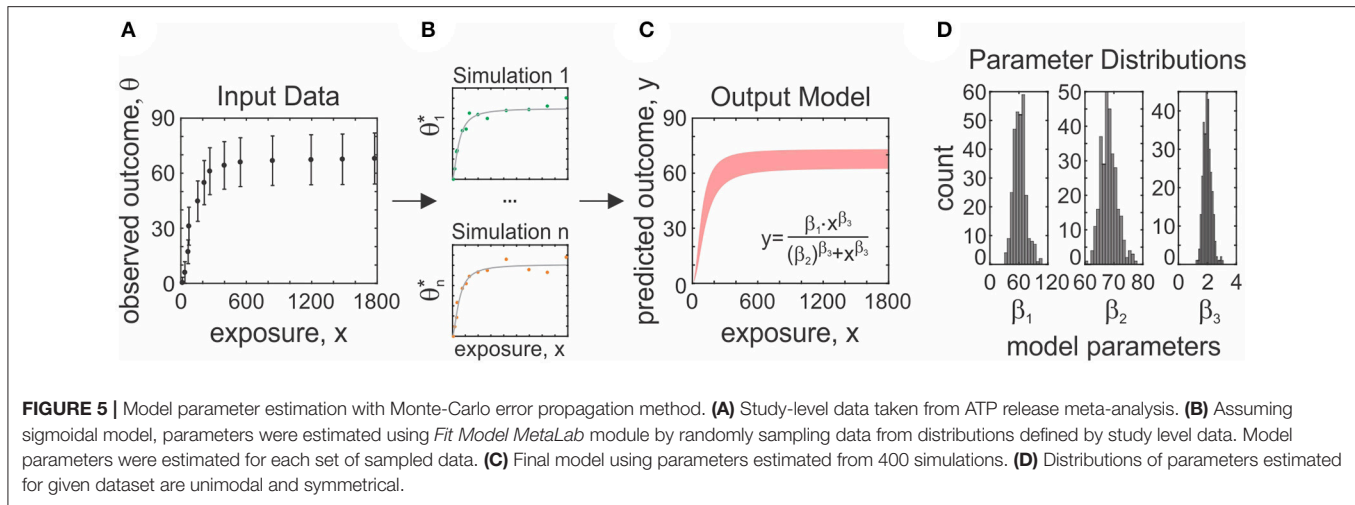 A
B
C
D
Input Data
observed outcome, θ
90
60
30
0
0 600 1200 1800
exposure, x
Simulation 1
θ₁*
...
Simulation n
θₙ*
exposure, x
Output Model
predicted outcome, y
90
60
30
0
y= β₁·x^β₃ / (β₂)^β₃+x^β₃
0 600 1200 1800
exposure, x
Parameter Distributions
count
60
50
40
30
20
10
0
0 60 120
β₁
50
40
30
20
10
0
60 70 80
β₂
40
30
20
10
0
0 2 4
β₃
model parameters
FIGURE 5 | Model parameter estimation with Monte-Carlo error propagation method. (A) Study-level data taken from ATP release meta-analysis. (B) Assuming
sigmoidal model, parameters were estimated using Fit Model MetaLab module by randomly sampling data from distributions defined by study level data. Model
parameters were estimated for each set of sampled data. (C) Final model using parameters estimated from 400 simulations. (D) Distributions of parameters estimated
for given dataset are unimodal and symmetrical.